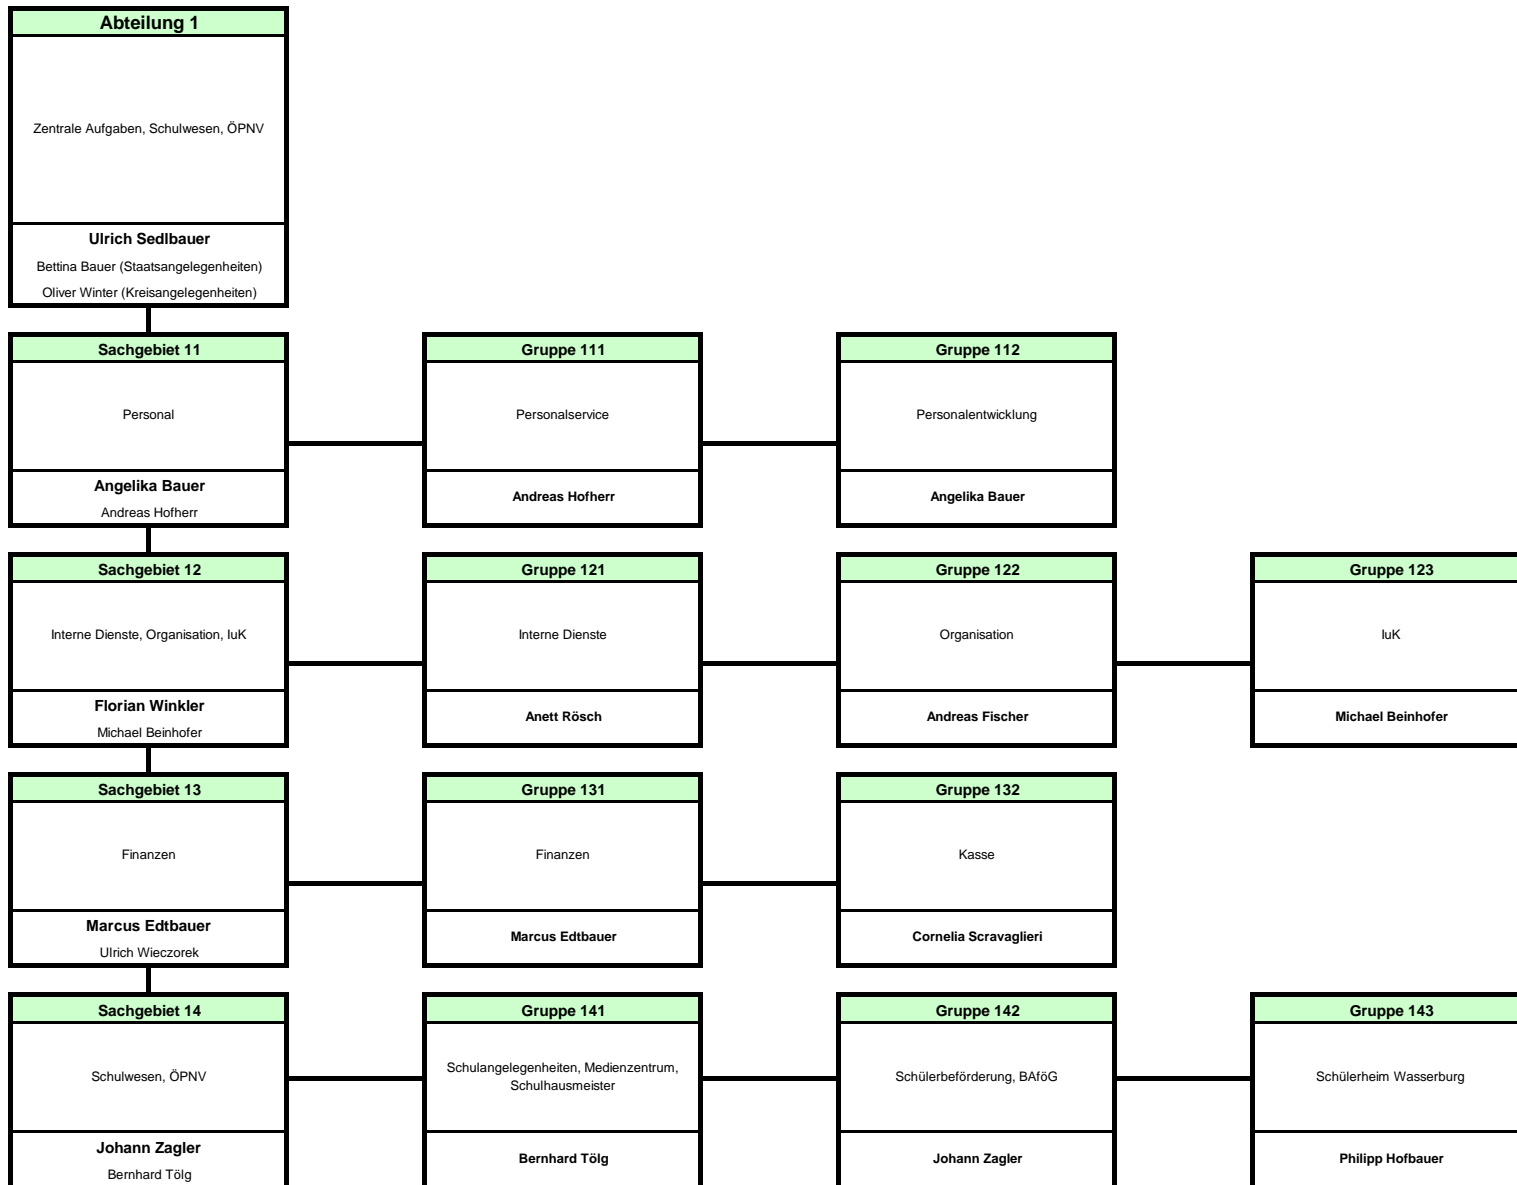 Abteilung 1
Zentrale Aufgaben, Schulwesen, ÖPNV
Ulrich Sedlbauer
Bettina Bauer (Staatsangelegenheiten)
Oliver Winter (Kreisangelegenheiten)
Sachgebiet 11
Personal
Angelika Bauer
Andreas Hofherr
Gruppe 111
Personalservice
Andreas Hofherr
Gruppe 112
Personalentwicklung
Angelika Bauer
Sachgebiet 12
Interne Dienste, Organisation, IuK
Florian Winkler
Michael Beinhofer
Gruppe 121
Interne Dienste
Anett Rösch
Gruppe 122
Organisation
Andreas Fischer
Gruppe 123
IuK
Michael Beinhofer
Sachgebiet 13
Finanzen
Marcus Edtbauer
Ulrich Wieczorek
Gruppe 131
Finanzen
Marcus Edtbauer
Gruppe 132
Kasse
Cornelia Scravaglieri
Sachgebiet 14
Schulwesen, ÖPNV
Johann Zagler
Bernhard Tölg
Gruppe 141
Schulangelegenheiten, Medienzentrum,
Schulhausmeister
Bernhard Tölg
Gruppe 142
Schülerbeförderung, BAföG
Johann Zagler
Gruppe 143
Schülerheim Wasserburg
Philipp Hofbauer